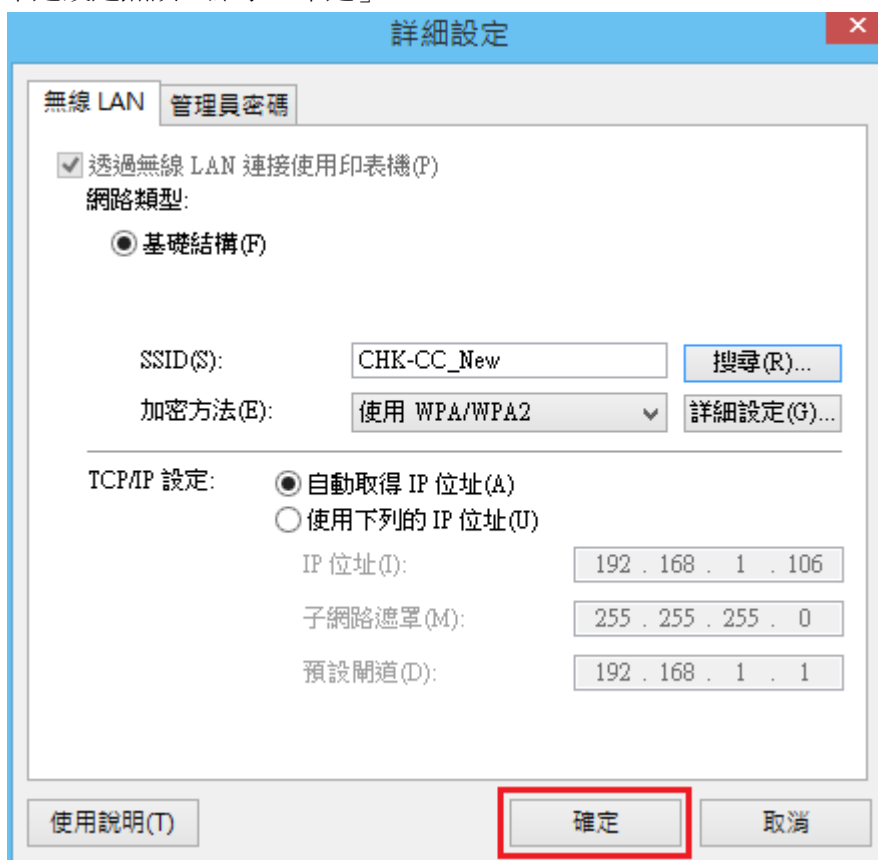 詳細設定
無線 LAN 管理員密碼
透過無線 LAN 連接使用印表機(P)
網路類型:
基礎結構(F)
SSID(S): CHK-CC_New 搜尋(R)...
加密方法(E): 使用 WPA/WPA2 詳細設定(G)...
TCP/IP 設定: 自動取得 IP 位址(A)
使用下列的 IP 位址(U)
IP 位址(I): 192 . 168 . 1 . 106
子網路遮罩(M): 255 . 255 . 255 . 0
預設閘道(D): 192 . 168 . 1 . 1
使用說明(T) 確定 取消